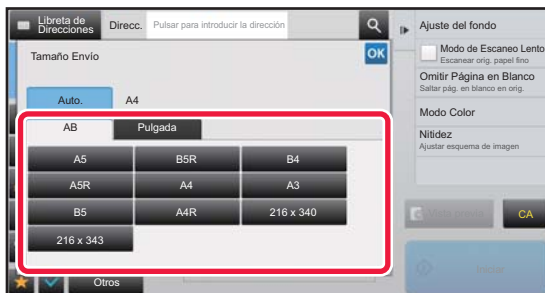 Libreta de
Direcciones
Direcc.
Pulsar para introducir la dirección
Tamaño Envío
OK
Auto.
A4
AB
Pulgada
A5
B5R
B4
A5R
A4
A3
B5
A4R
216 x 340
216 x 343
Otros
Ajuste del fondo
Modo de Escaneo Lento
Escanear orig. papel fino
Omitir Página en Blanco
Saltar pág. en blanco en orig.
Modo Color
Nitidez
Ajustar esquema de imagen
CA